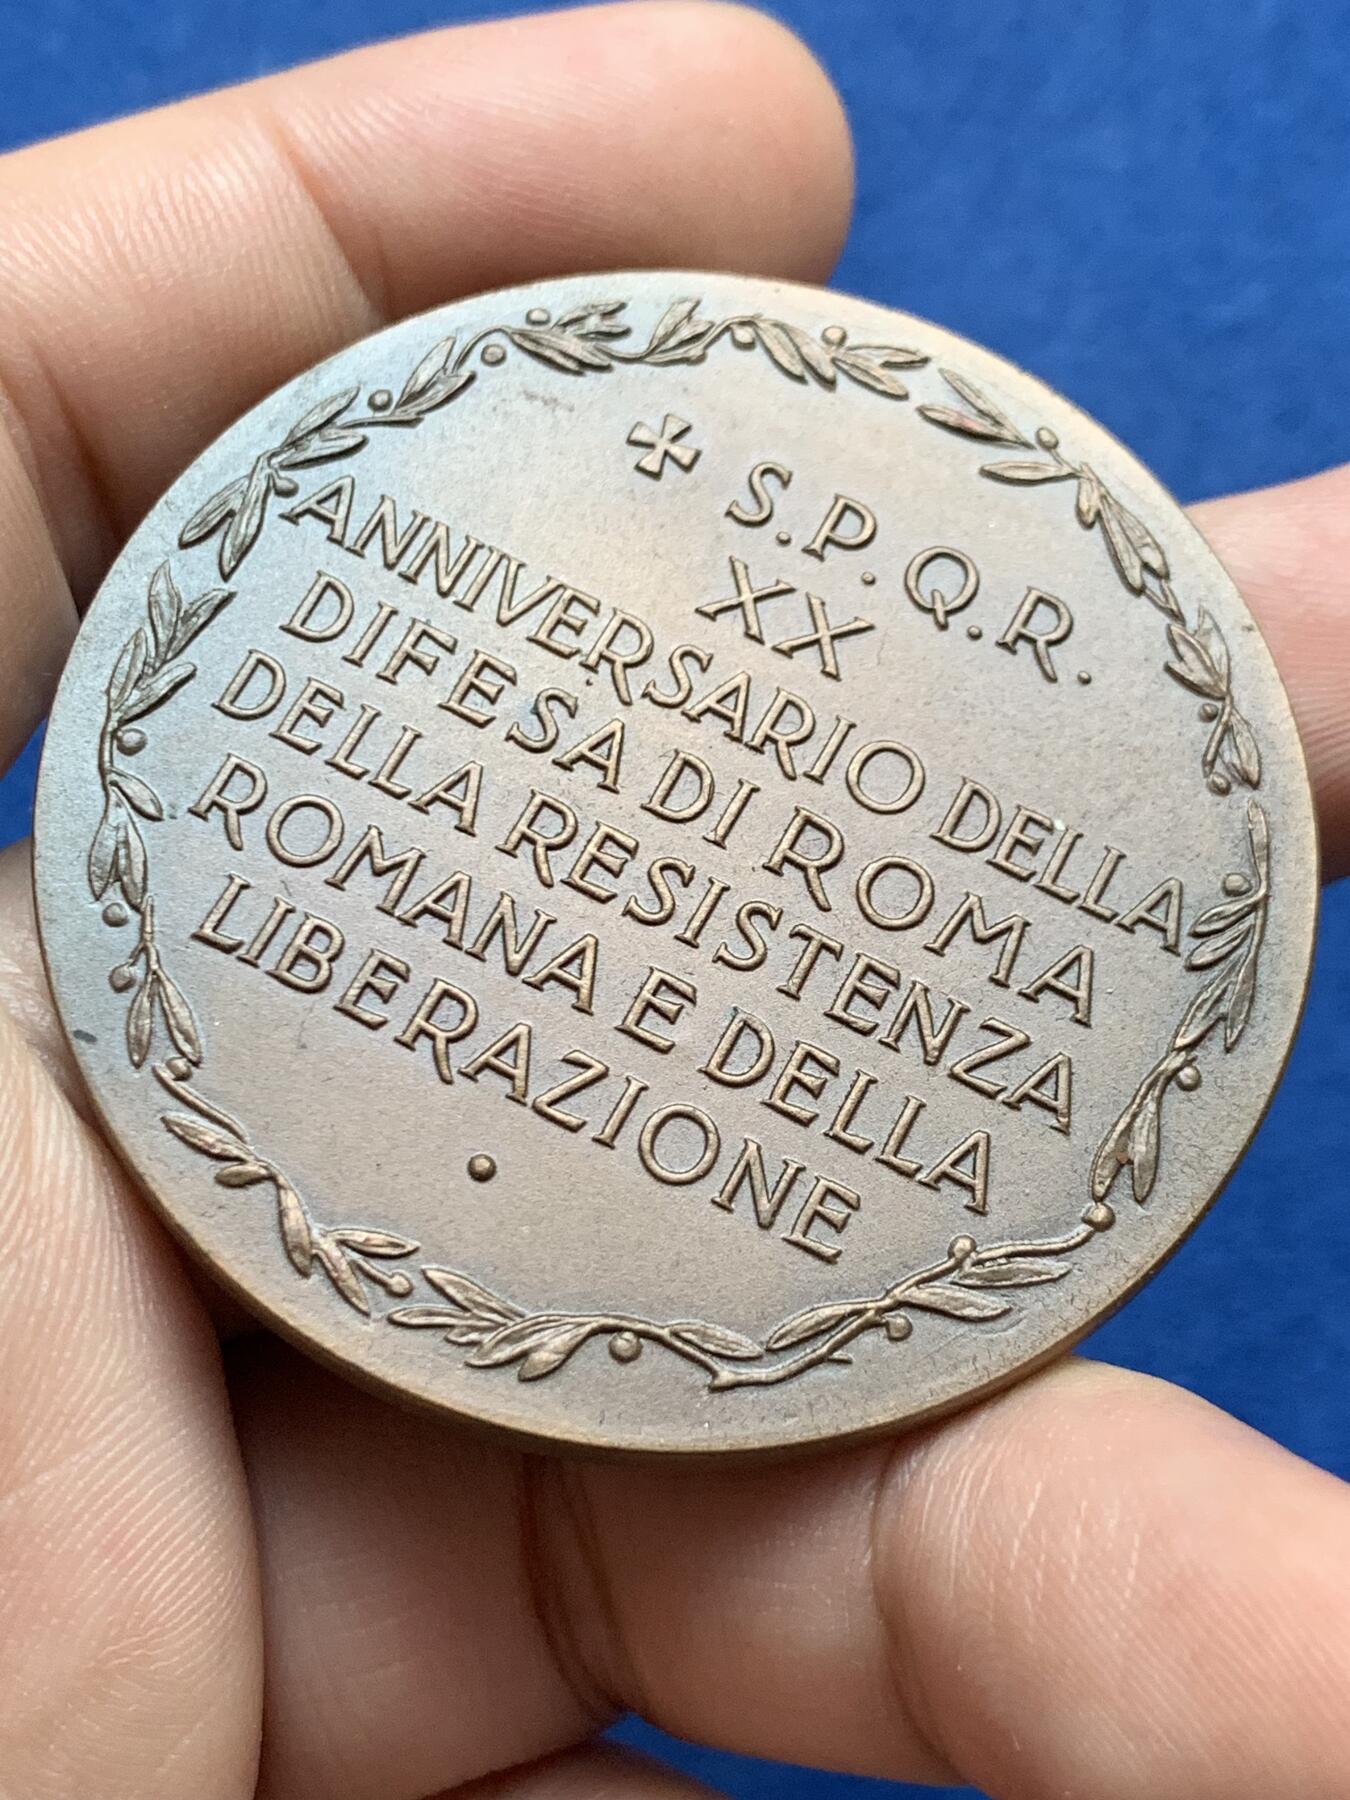 ✠ S.P.Q.R.
XX
ANNIVERSARIO DELLA
DIFESA DI ROMA
DELLA RESISTENZA
ROMANA E DELLA
LIBERAZIONE